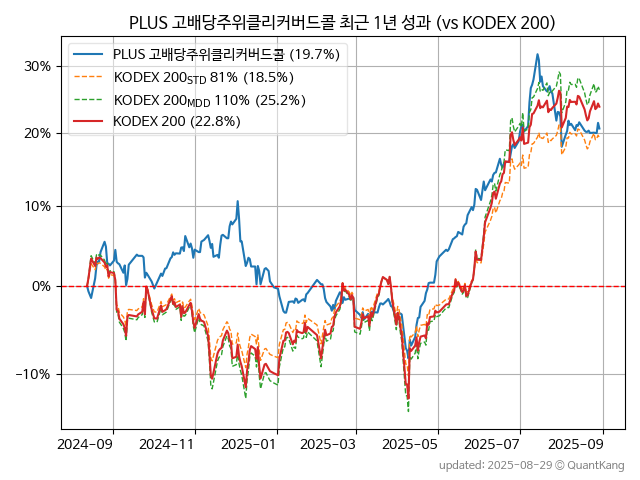 PLUS 고배당주위클리커버드콜 최근 1년 성과 (vs KODEX 200)
PLUS 고배당주위클리커버드콜 (19.7%)
KODEX 200STD 81% (18.5%)
KODEX 200MDD 110% (25.2%)
KODEX 200 (22.8%)
30%
20%
10%
0%
−10%
2024-09 2024-11 2025-01 2025-03 2025-05 2025-07 2025-09
updated: 2025-08-29 © QuantKang